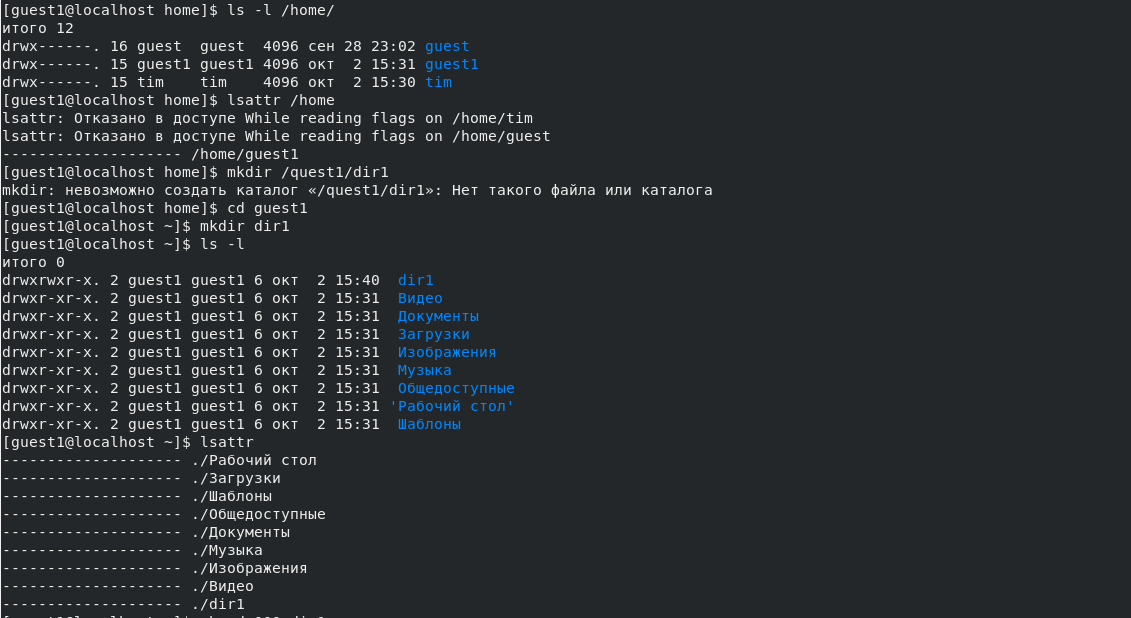 [guest1@localhost home]$ ls -l /home/
итого 12
drwx------. 16 guest  guest  4096 сен 28 23:02 guest
drwx------. 15 guest1 guest1 4096 окт  2 15:31 guest1
drwx------. 15 tim    tim    4096 окт  2 15:30 tim
[guest1@localhost home]$ lsattr /home
lsattr: Отказано в доступе While reading flags on /home/tim
lsattr: Отказано в доступе While reading flags on /home/guest
-------------------- /home/guest1
[guest1@localhost home]$ mkdir /quest1/dir1
mkdir: невозможно создать каталог «/quest1/dir1»: Нет такого файла или каталога
[guest1@localhost home]$ cd guest1
[guest1@localhost ~]$ mkdir dir1
[guest1@localhost ~]$ ls -l
итого 0
drwxrwxr-x. 2 guest1 guest1 6 окт  2 15:40  dir1
drwxr-xr-x. 2 guest1 guest1 6 окт  2 15:31  Видео
drwxr-xr-x. 2 guest1 guest1 6 окт  2 15:31  Документы
drwxr-xr-x. 2 guest1 guest1 6 окт  2 15:31  Загрузки
drwxr-xr-x. 2 guest1 guest1 6 окт  2 15:31  Изображения
drwxr-xr-x. 2 guest1 guest1 6 окт  2 15:31  Музыка
drwxr-xr-x. 2 guest1 guest1 6 окт  2 15:31  Общедоступные
drwxr-xr-x. 2 guest1 guest1 6 окт  2 15:31 'Рабочий стол'
drwxr-xr-x. 2 guest1 guest1 6 окт  2 15:31  Шаблоны
[guest1@localhost ~]$ lsattr
-------------------- ./Рабочий стол
-------------------- ./Загрузки
-------------------- ./Шаблоны
-------------------- ./Общедоступные
-------------------- ./Документы
-------------------- ./Музыка
-------------------- ./Изображения
-------------------- ./Видео
-------------------- ./dir1